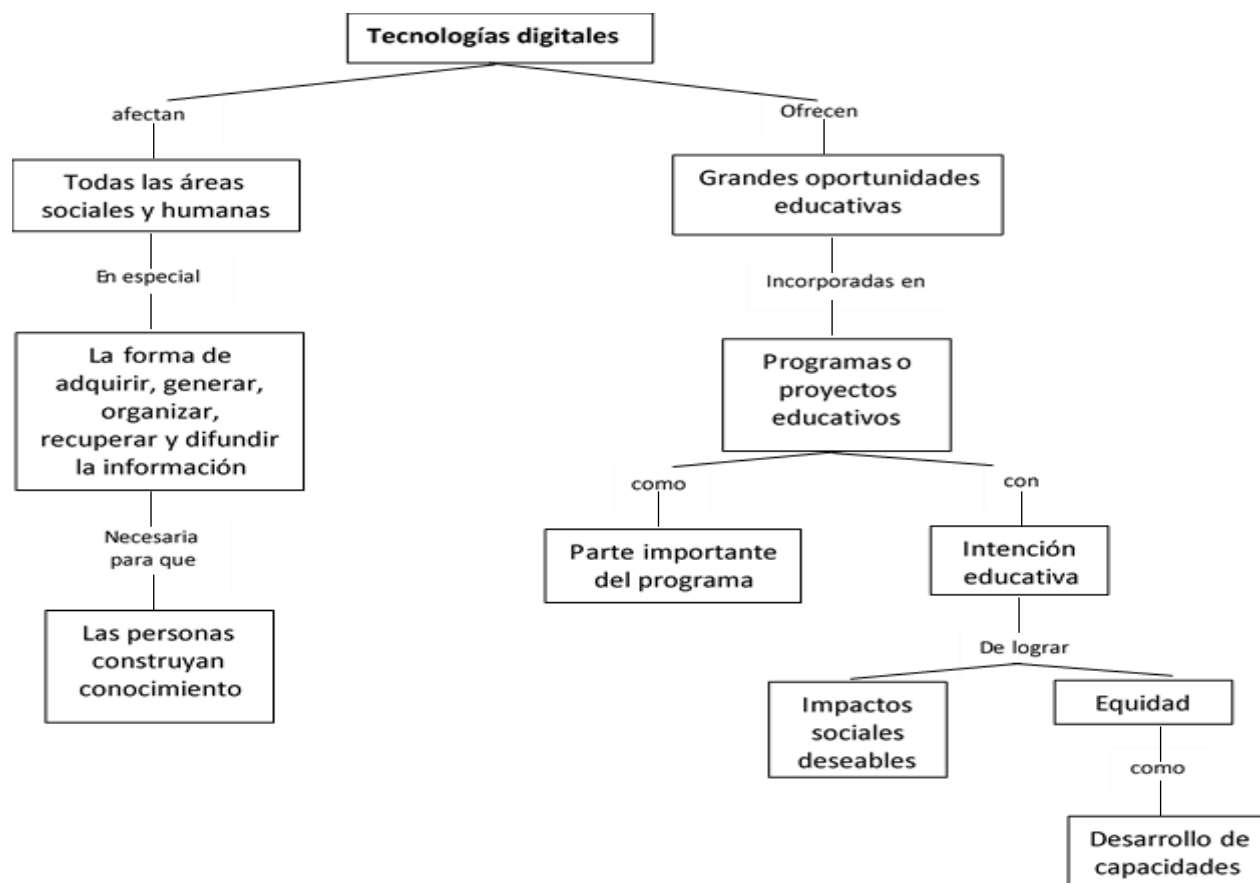 Tecnologías digitales
afectan
Ofrecen
Todas las áreas
sociales y humanas
Grandes oportunidades
educativas
En especial
Incorporadas en
La forma de
adquirir, generar,
organizar,
recuperar y difundir
la información
Programas o
proyectos
educativos
como
con
Necesaria
para que
Parte importante
del programa
Intención
educativa
Las personas
construyan
conocimiento
De lograr
Impactos
sociales
deseables
Equidad
como
Desarrollo de
capacidades